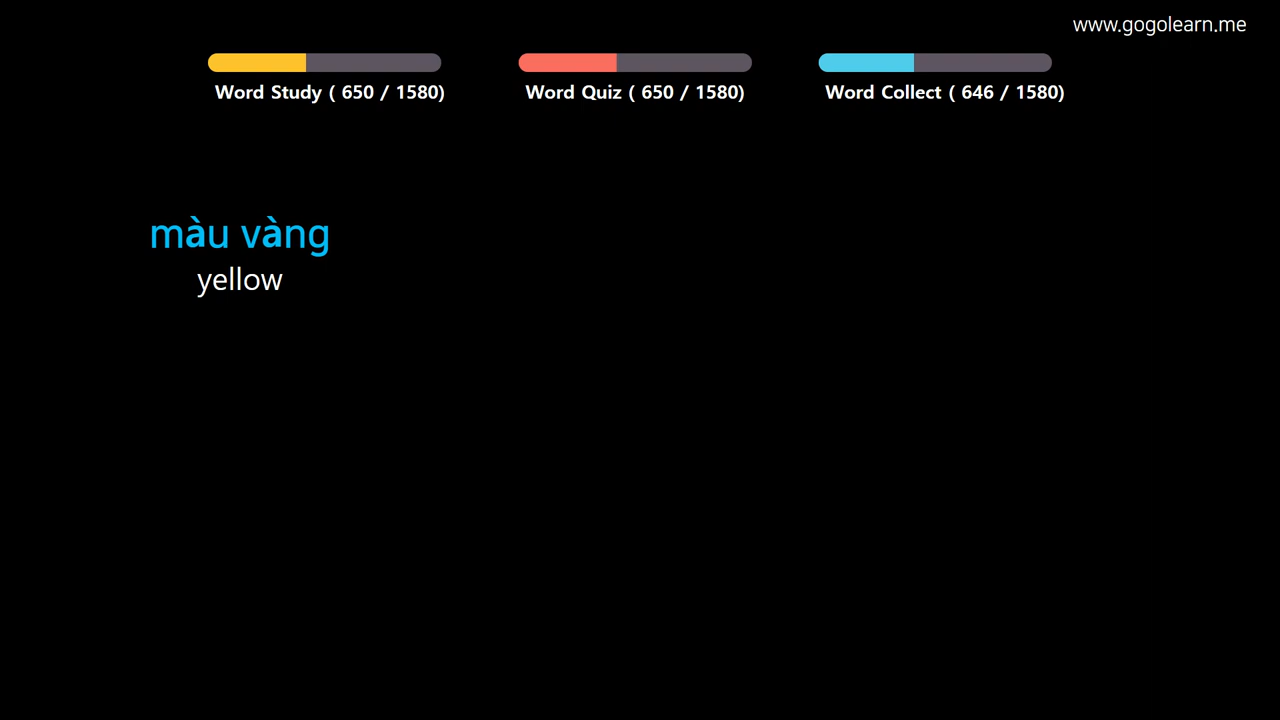 www.gogolearn.me
Word Study ( 650 / 1580)
Word Quiz ( 650 / 1580)
Word Collect ( 646 / 1580)
màu vàng
yellow